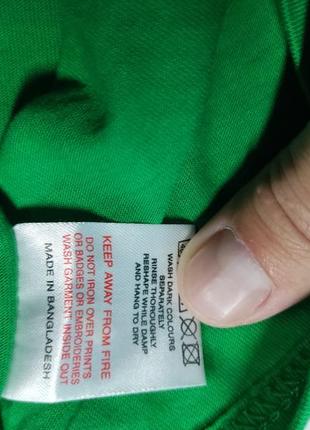 WASH DARK COLOURS
SEPARATELY
RINSE THOROUGHLY
RESHAPE WHILE DAMP
AND HANG TO DRY
KEEP AWAY FROM FIRE
DO NOT IRON OVER PRINTS
OR BADGES OR EMBROIDERIES
WASH GARMENT INSIDE OUT
MADE IN BANGLADESH